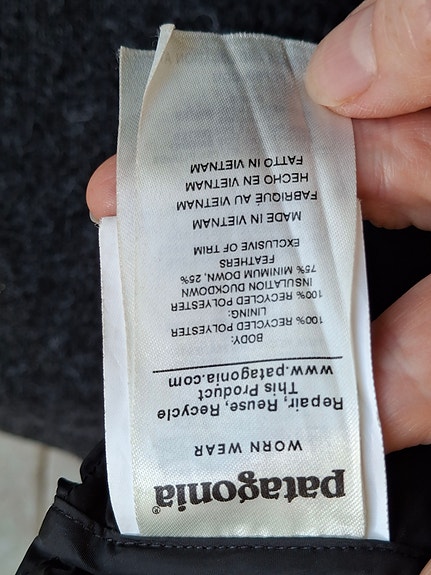 patagonia®
WORN WEAR
Repair, Reuse, Recycle
This Product
www.patagonia.com
BODY:
100% RECYCLED POLYESTER
LINING:
100% RECYCLED POLYESTER
INSULATION DUCKDOWN
75% MINIMUM DOWN, 25%
FEATHERS
EXCLUSIVE OF TRIM
MADE IN VIETNAM
FABRIQUÉ AU VIETNAM
HECHO EN VIETNAM
FATTO IN VIETNAM